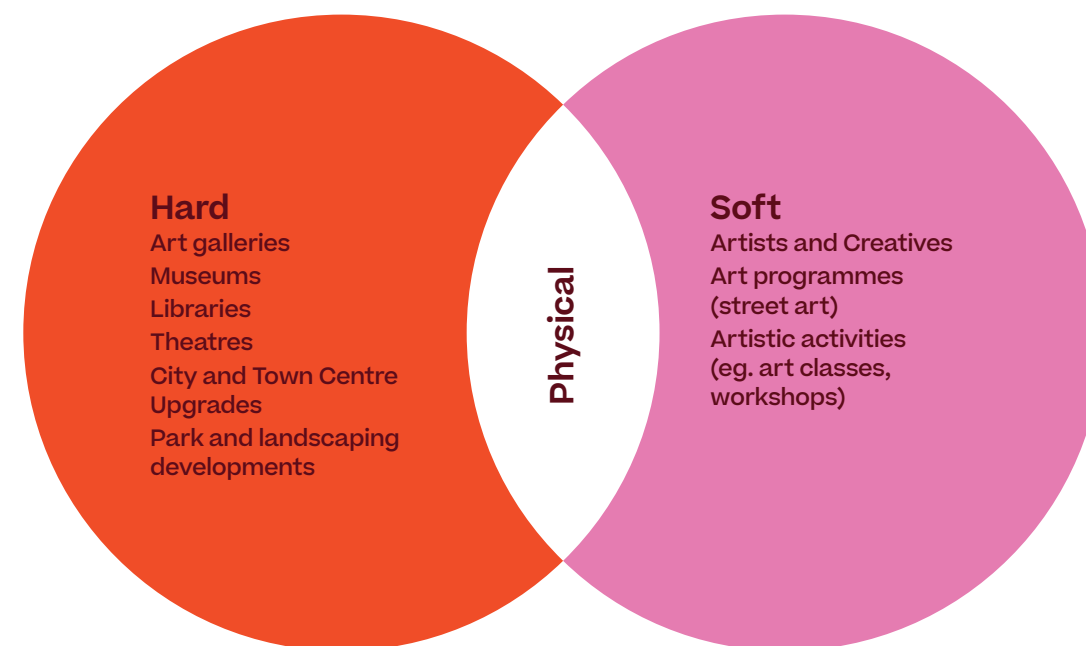 Hard
Art galleries
Museums
Libraries
Theatres
City and Town Centre
Upgrades
Park and landscaping
developments
Physical
Soft
Artists and Creatives
Art programmes
(street art)
Artistic activities
(eg. art classes,
workshops)